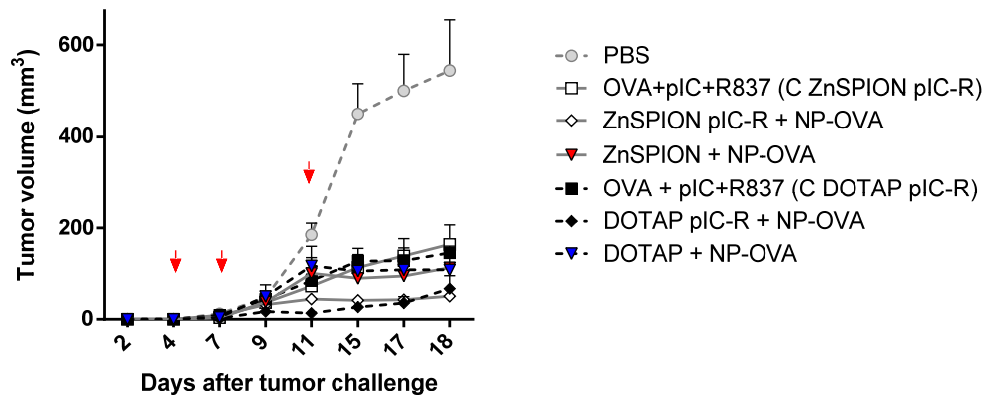 Tumor volume (mm³)
600
400
200
0
2 4 7 9 11 15 17 18
Days after tumor challenge
PBS
OVA+pIC+R837 (C ZnSPION pIC-R)
ZnSPION pIC-R + NP-OVA
ZnSPION + NP-OVA
OVA + pIC+R837 (C DOTAP pIC-R)
DOTAP pIC-R + NP-OVA
DOTAP + NP-OVA